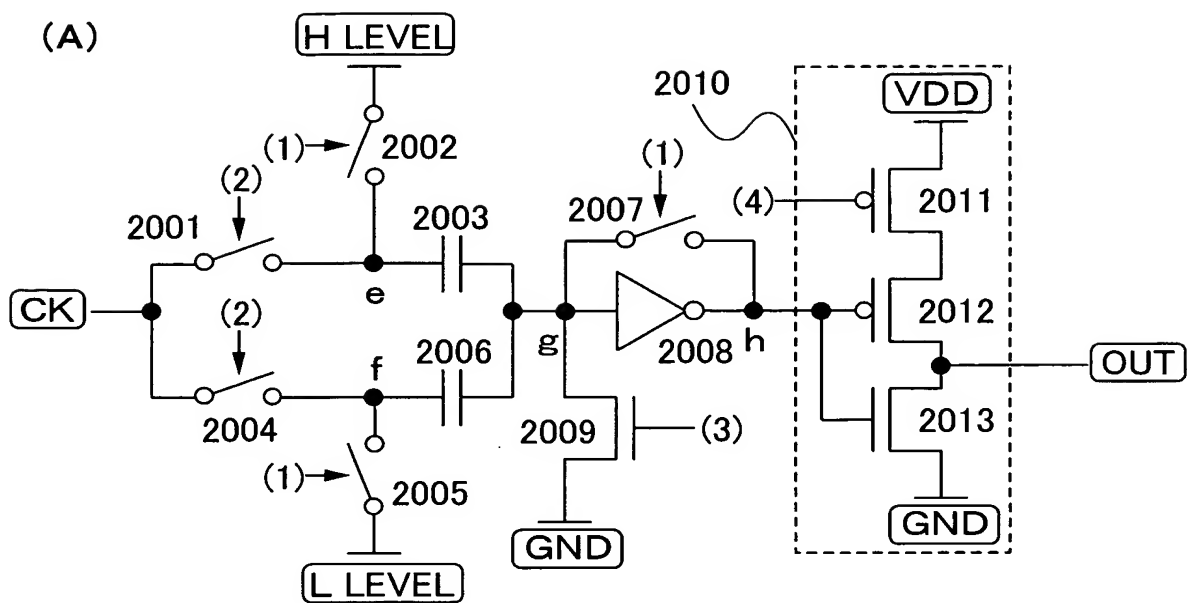 (A)
H LEVEL
2010
VDD
(1)
2002
(1)
(2)
2001
2003
2007
(4)
2011
e
CK
(2)
g
2008
h
2012
f
2006
OUT
2004
2009
(3)
2013
(1)
2005
GND
GND
L LEVEL